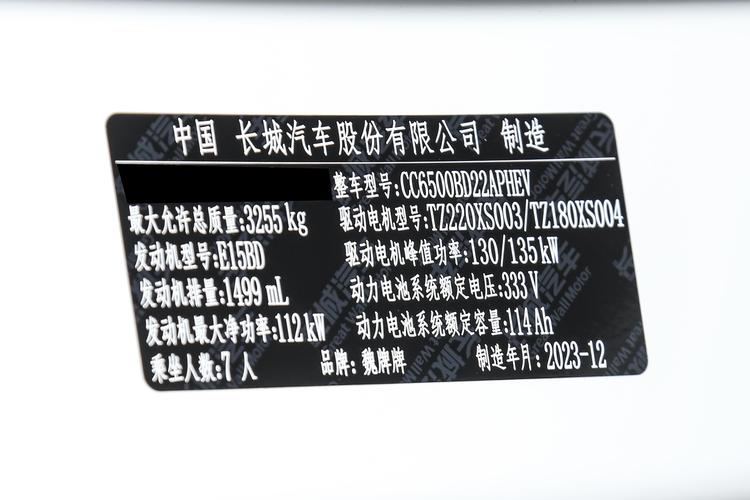 中国 长城汽车股份有限公司 制造
整车型号:CC6500BD22APHEV
最大允许总质量:3255 kg 驱动电机型号:TZ220XS003/TZ180XS004
发动机型号:E15BD 驱动电机峰值功率:130/135 kW
发动机排量:1499 mL 动力电池系统额定电压:333 V
发动机最大净功率:112 kW 动力电池系统额定容量:114 Ah
乘坐人数:7 人 品牌: 魏牌牌 制造年月: 2023-12